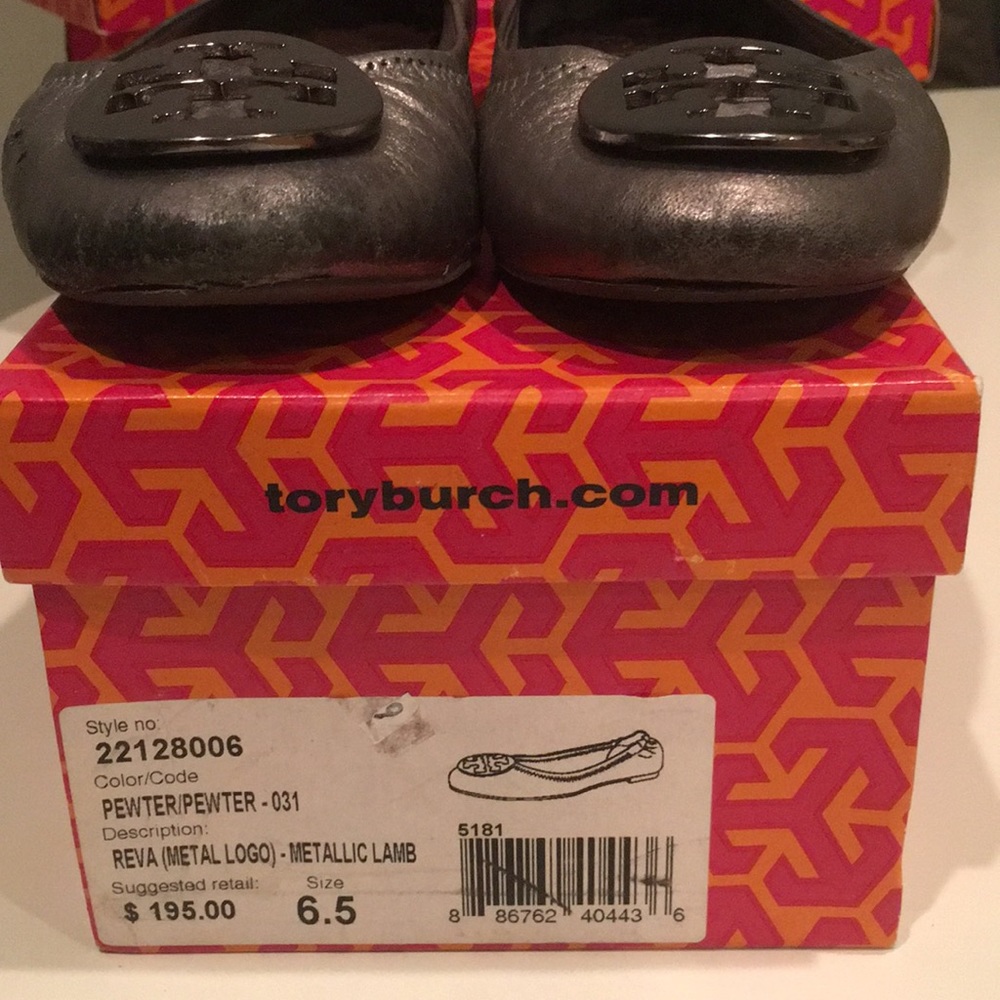 toryburch.com
Style no:
22128006
Color/Code
PEWTER/PEWTER - 031
Description:
REVA (METAL LOGO) - METALLIC LAMB
Suggested retail: Size
$ 195.00 6.5
5181
8 86762 40443 6